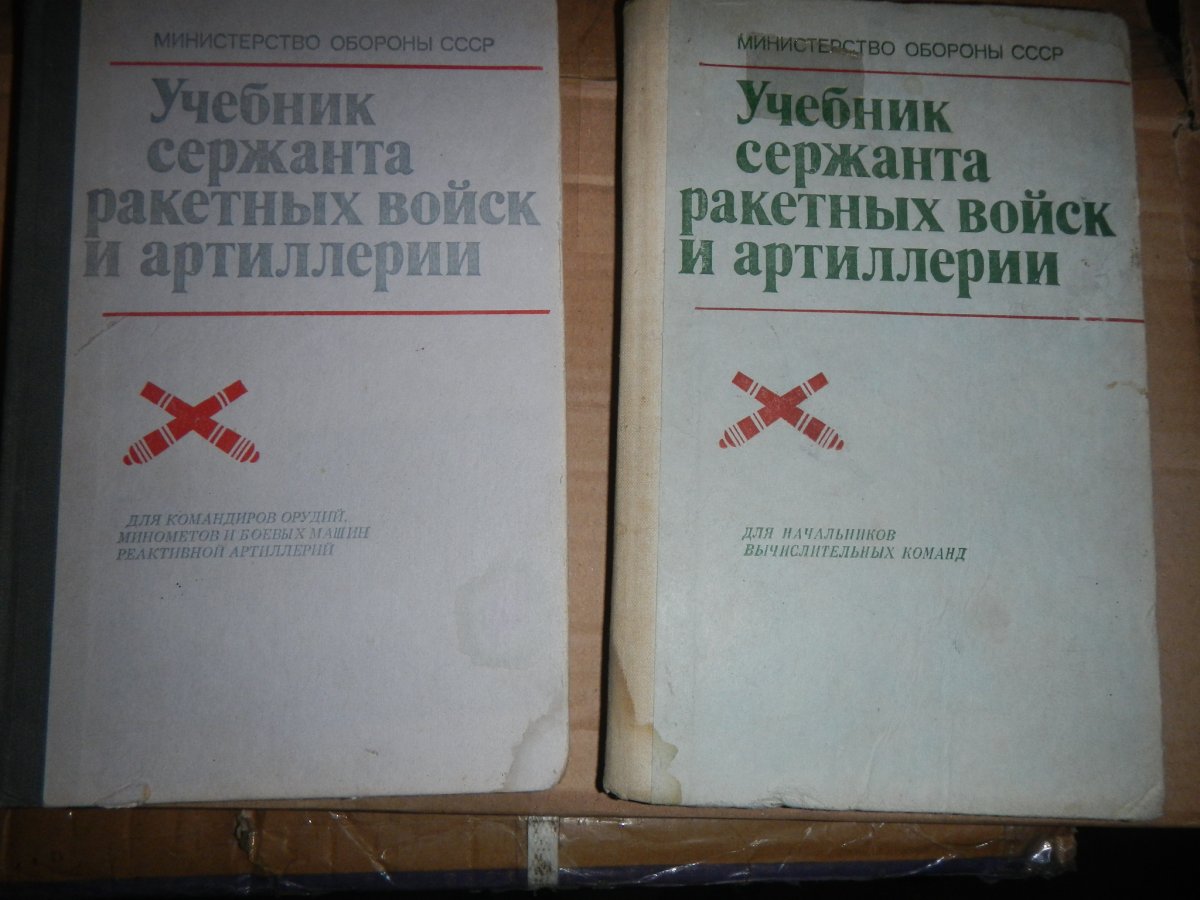 МИНИСТЕРСТВО ОБОРОНЫ СССР
Учебник
сержанта
ракетных войск
и артиллерии
ДЛЯ КОМАНДИРОВ ОРУДИЙ,
МИНОМЕТОВ И БОЕВЫХ МАШИН
РЕАКТИВНОЙ АРТИЛЛЕРИЙ
МИНИСТЕРСТВО ОБОРОНЫ СССР
Учебник
сержанта
ракетных войск
и артиллерии
ДЛЯ НАЧАЛЬНИКОВ
ВЫЧИСЛИТЕЛЬНЫХ КОМАНД